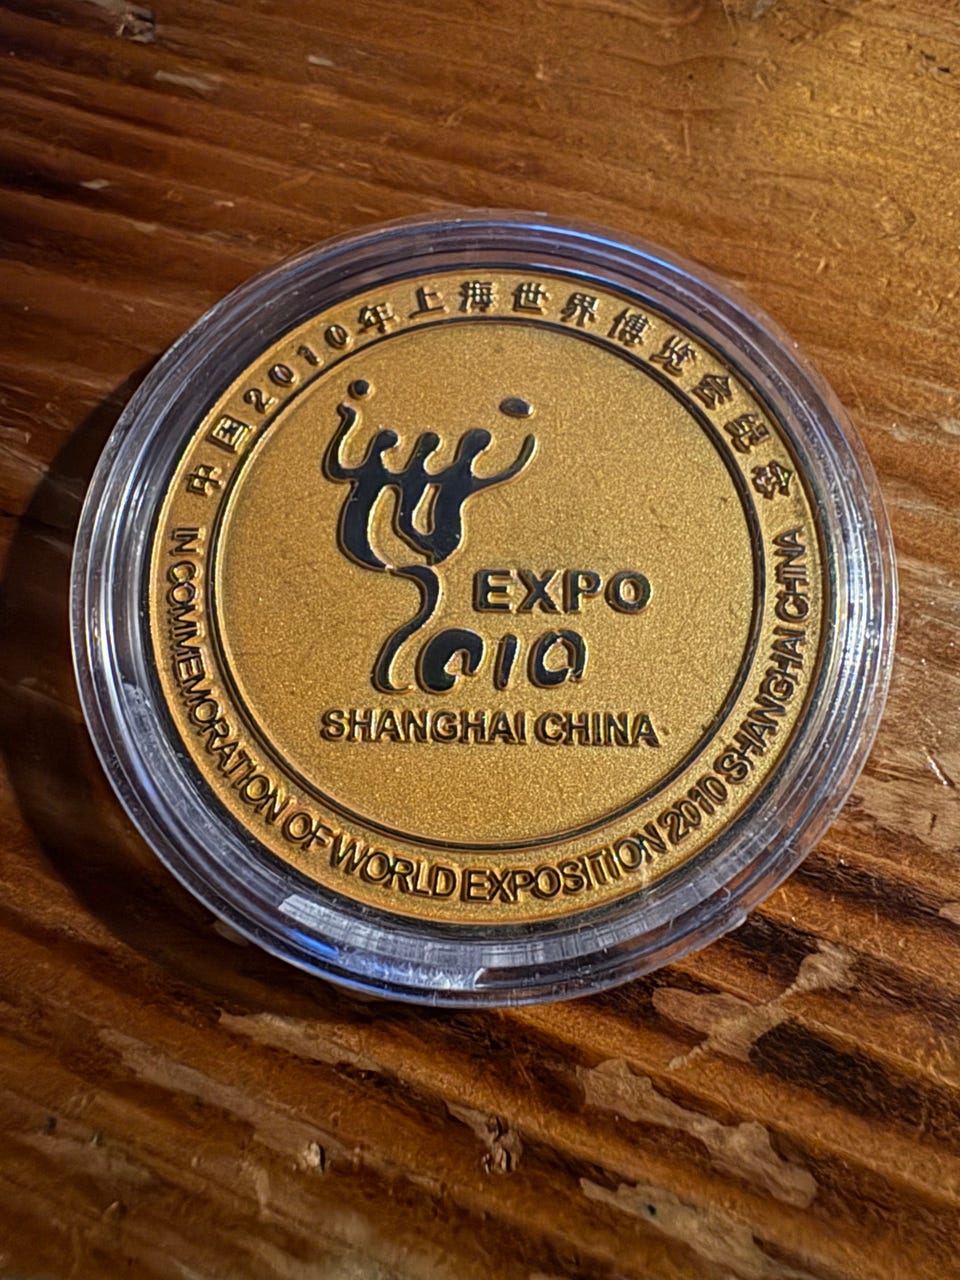 中国2010年上海世界博览会纪念
EXPO
2010
SHANGHAI CHINA
IN COMMEMORATION OF WORLD EXPOSITION 2010 SHANGHAI CHINA